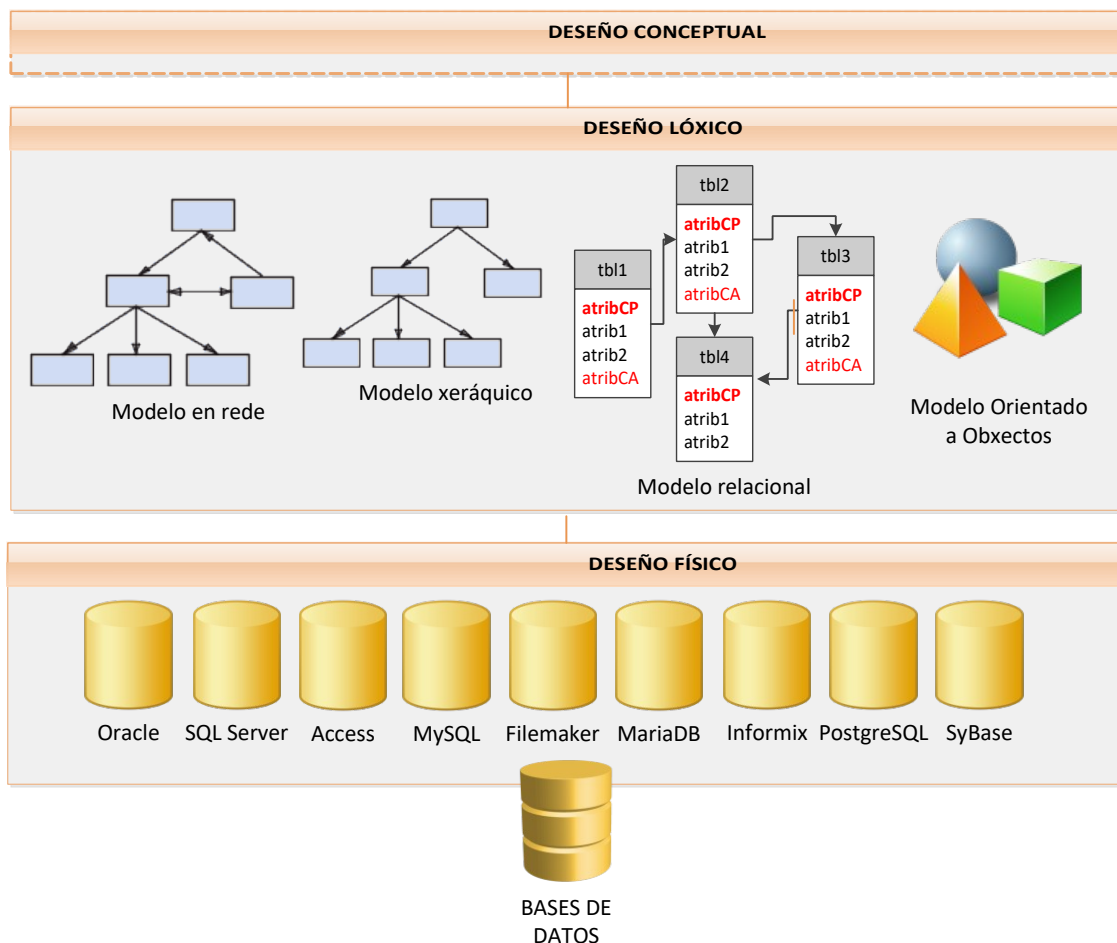 DESEÑO CONCEPTUAL
DESEÑO LÓXICO
Modelo en rede
Modelo xeráquico
tbl1
atribCP
atrib1
atrib2
atribCA
tbl2
atribCP
atrib1
atrib2
atribCA
tbl3
atribCP
atrib1
atrib2
atribCA
tbl4
atribCP
atrib1
atrib2
Modelo relacional
Modelo Orientado
a Obxectos
DESEÑO FÍSICO
Oracle
SQL Server
Access
MySQL
Filemaker
MariaDB
Informix
PostgreSQL
SyBase
BASES DE
DATOS